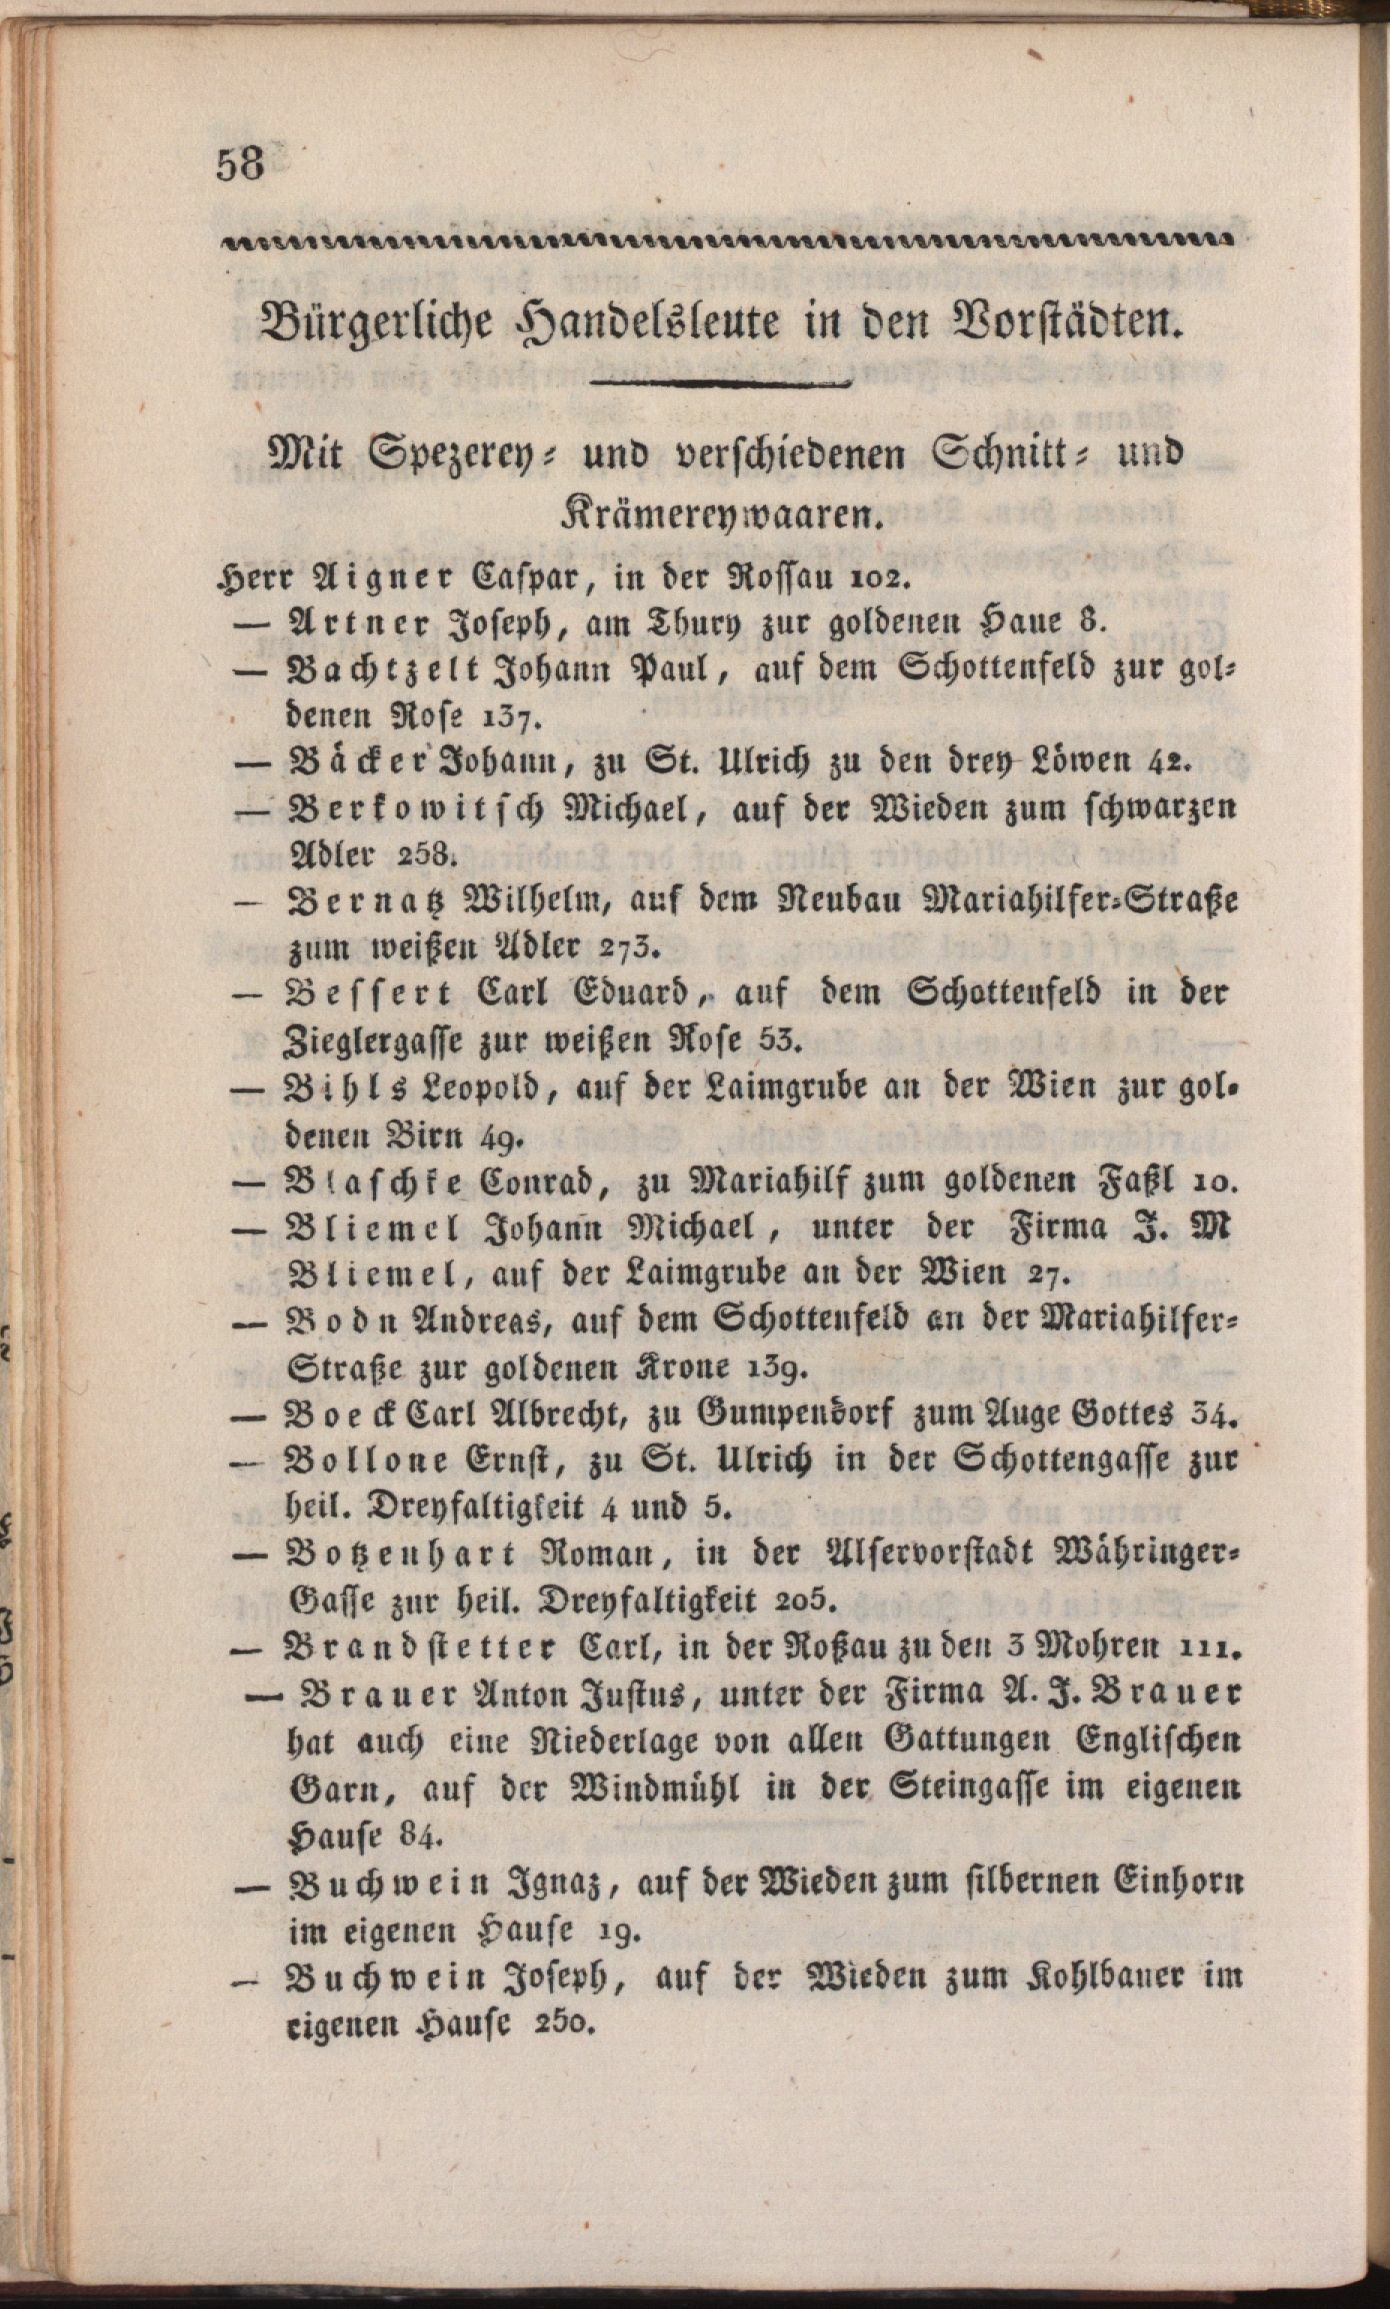 58
Bürgerliche Handelsleute in den Vorstädten.
Mit Spezerey- und verschiedenen Schnitt- und
Krämereywaaren.
Herr Aigner Caspar, in der Rossau 102.
— Artner Joseph, am Thury zur goldenen Haue 8.
— Bachtzelt Johann Paul, auf dem Schottenfeld zur gol-
denen Rose 137.
— Bäcker Johann, zu St. Ulrich zu den drey Löwen 42.
— Berkowitsch Michael, auf der Wieden zum schwarzen
Adler 258.
— Bernatz Wilhelm, auf dem Neubau Mariahilfer-Straße
zum weißen Adler 273.
— Bessert Carl Eduard, auf dem Schottenfeld in der
Zieglergasse zur weißen Rose 53.
— Bihls Leopold, auf der Laimgrube an der Wien zur gol-
denen Birn 49.
— Blaschke Conrad, zu Mariahilf zum goldenen Faßl 10.
— Bliemel Johann Michael, unter der Firma J. M
Bliemel, auf der Laimgrube an der Wien 27.
— Bodn Andreas, auf dem Schottenfeld an der Mariahilfer-
Straße zur goldenen Krone 139.
— Boeck Carl Albrecht, zu Gumpendorf zum Auge Gottes 34.
— Bollone Ernst, zu St. Ulrich in der Schottengasse zur
heil. Dreyfaltigkeit 4 und 5.
— Botzenhart Roman, in der Alservorstadt Währinger-
Gasse zur heil. Dreyfaltigkeit 205.
— Brandstetter Carl, in der Roßau zu den 3 Mohren 111.
— Brauer Anton Justus, unter der Firma A. J. Brauer
hat auch eine Niederlage von allen Gattungen Englischen
Garn, auf der Windmühl in der Steingasse im eigenen
Hause 84.
— Buchwein Ignaz, auf der Wieden zum silbernen Einhorn
im eigenen Hause 19.
— Buchwein Joseph, auf der Wieden zum Kohlbauer im
eigenen Hause 250.